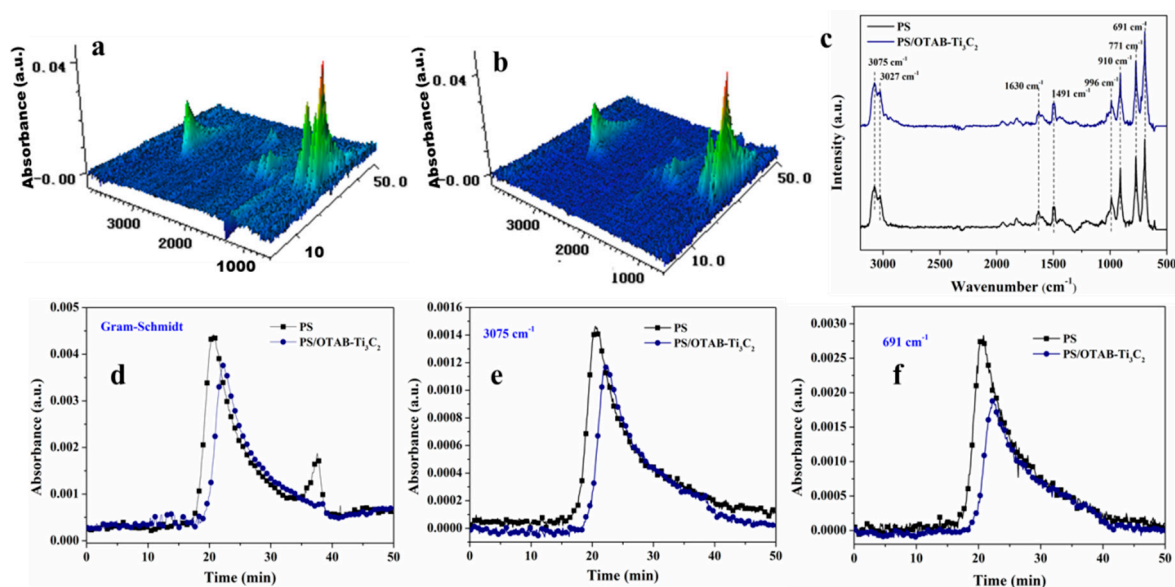 a
Absorbance (a.u.)
0.04
-0.00
3000
2000
1000
10
50.0
b
Absorbance (a.u.)
0.04
-0.00
3000
2000
1000
10.0
50.0
c
PS
PS/OTAB-Ti₃C₂
3075 cm⁻¹
3027 cm⁻¹
1630 cm⁻¹
1491 cm⁻¹
996 cm⁻¹
910 cm⁻¹
771 cm⁻¹
691 cm⁻¹
Intensity (a.u.)
3000 2500 2000 1500 1000 500
Wavenumber (cm⁻¹)
Gram-Schmidt
PS
PS/OTAB-Ti₃C₂
d
Absorbance (a.u.)
0.005
0.004
0.003
0.002
0.001
0.000
0 10 20 30 40 50
Time (min)
3075 cm⁻¹
PS
PS/OTAB-Ti₃C₂
e
Absorbance (a.u.)
0.0016
0.0014
0.0012
0.0010
0.0008
0.0006
0.0004
0.0002
0.0000
0 10 20 30 40 50
Time (min)
691 cm⁻¹
PS
PS/OTAB-Ti₃C₂
f
Absorbance (a.u.)
0.0030
0.0025
0.0020
0.0015
0.0010
0.0005
0.0000
0 10 20 30 40 50
Time (min)